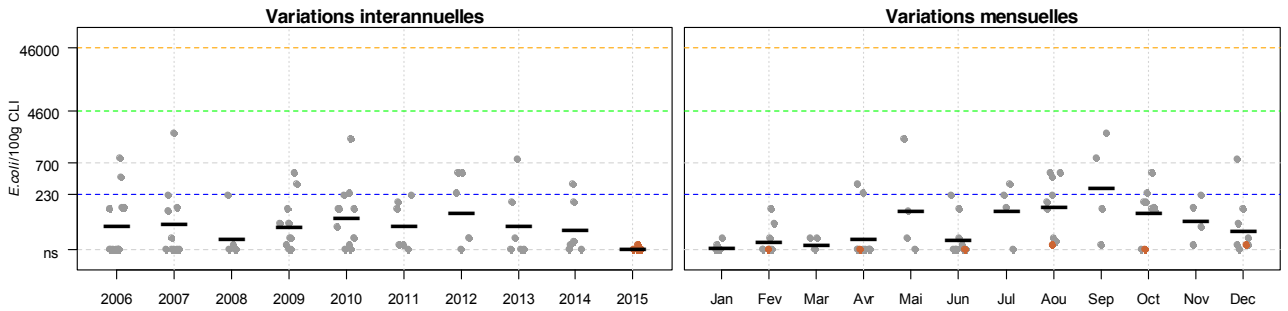 Variations interannuelles
Variations mensuelles
E.coli/100g CLI
46000
4600
700
230
ns
2006 2007 2008 2009 2010 2011 2012 2013 2014 2015
Jan Fev Mar Avr Mai Jun Jul Aou Sep Oct Nov Dec